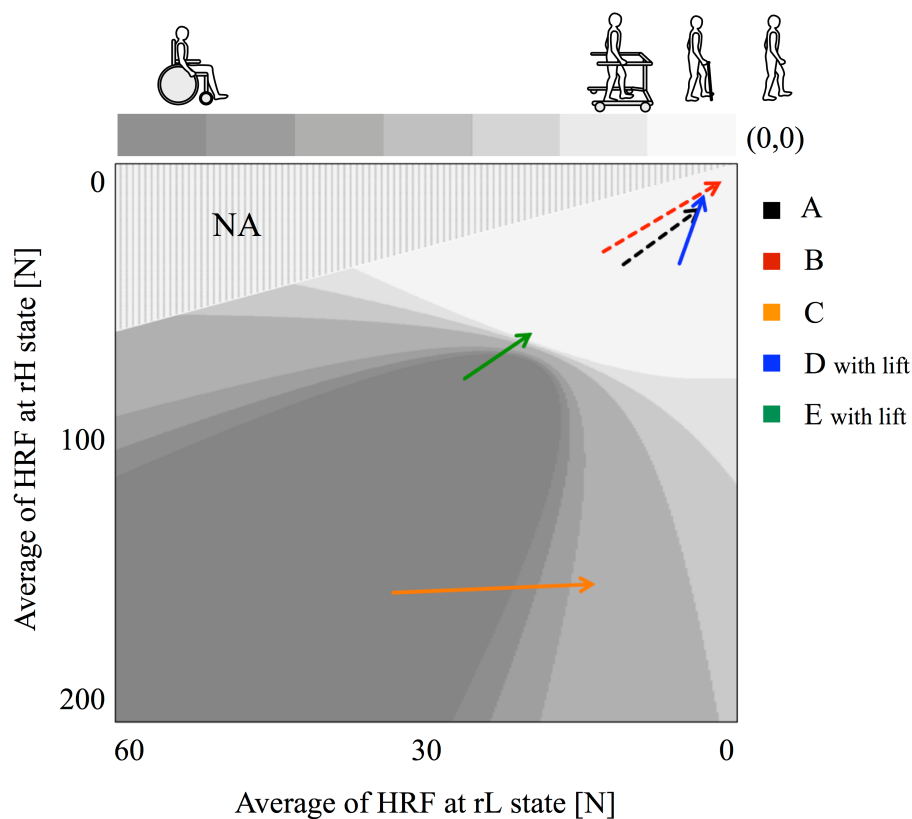 (0,0)
0
NA
A
B
C
D with lift
E with lift
100
200
Average of HRF at rH state [N]
60
30
0
Average of HRF at rL state [N]